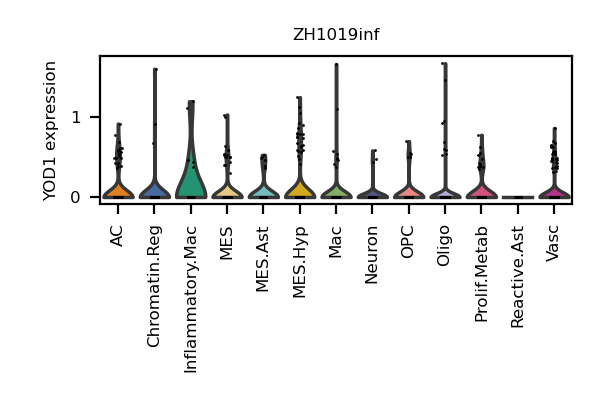 ZH1019inf
YOD1 expression
1
0
AC
Chromatin.Reg
Inflammatory.Mac
MES
MES.Ast
MES.Hyp
Mac
Neuron
OPC
Oligo
Prolif.Metab
Reactive.Ast
Vasc